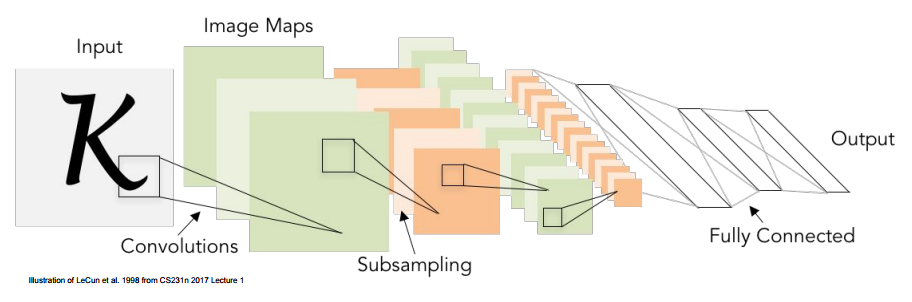 Image Maps
Input
K
Output
Fully Connected
Convolutions
Subsampling
Illustration of LeCun et al. 1998 from CS231n 2017 Lecture 1